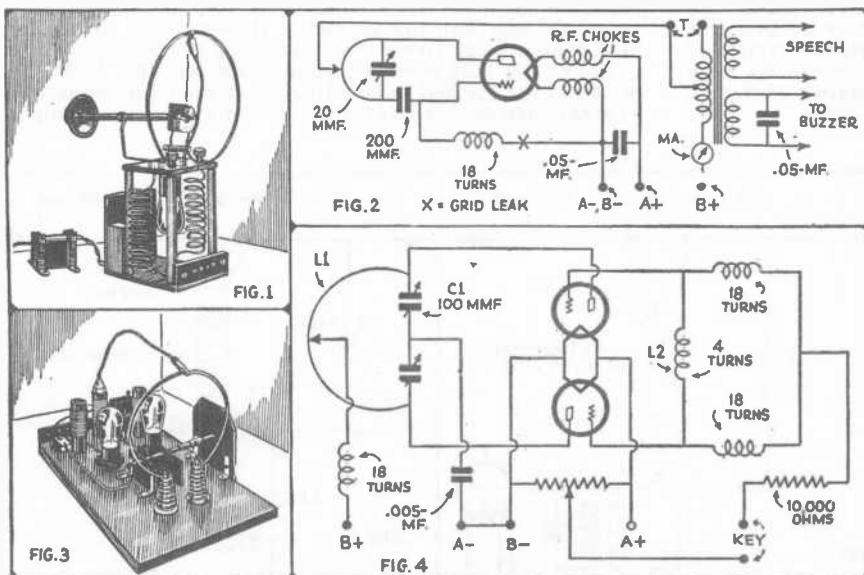 FIG.1
20 MMF.
200 MMF.
R.F. CHOKES
T
SPEECH
TO BUZZER
.05-MF.
MA.
18 TURNS
.05-MF.
A-, B- A+ B+
FIG.2 X = GRID LEAK
FIG.3
L1
C1
100 MMF
18 TURNS
L2
4 TURNS
18 TURNS
18 TURNS
.005-MF.
10,000 OHMS
B+ A- B- A+ KEY
FIG.4